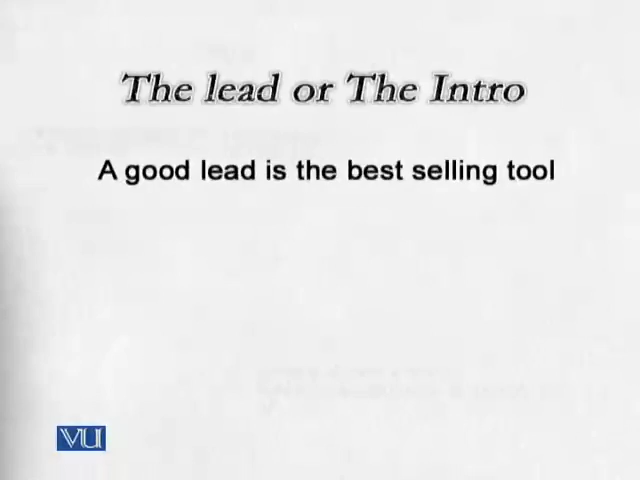 The lead or The Intro
A good lead is the best selling tool
VU